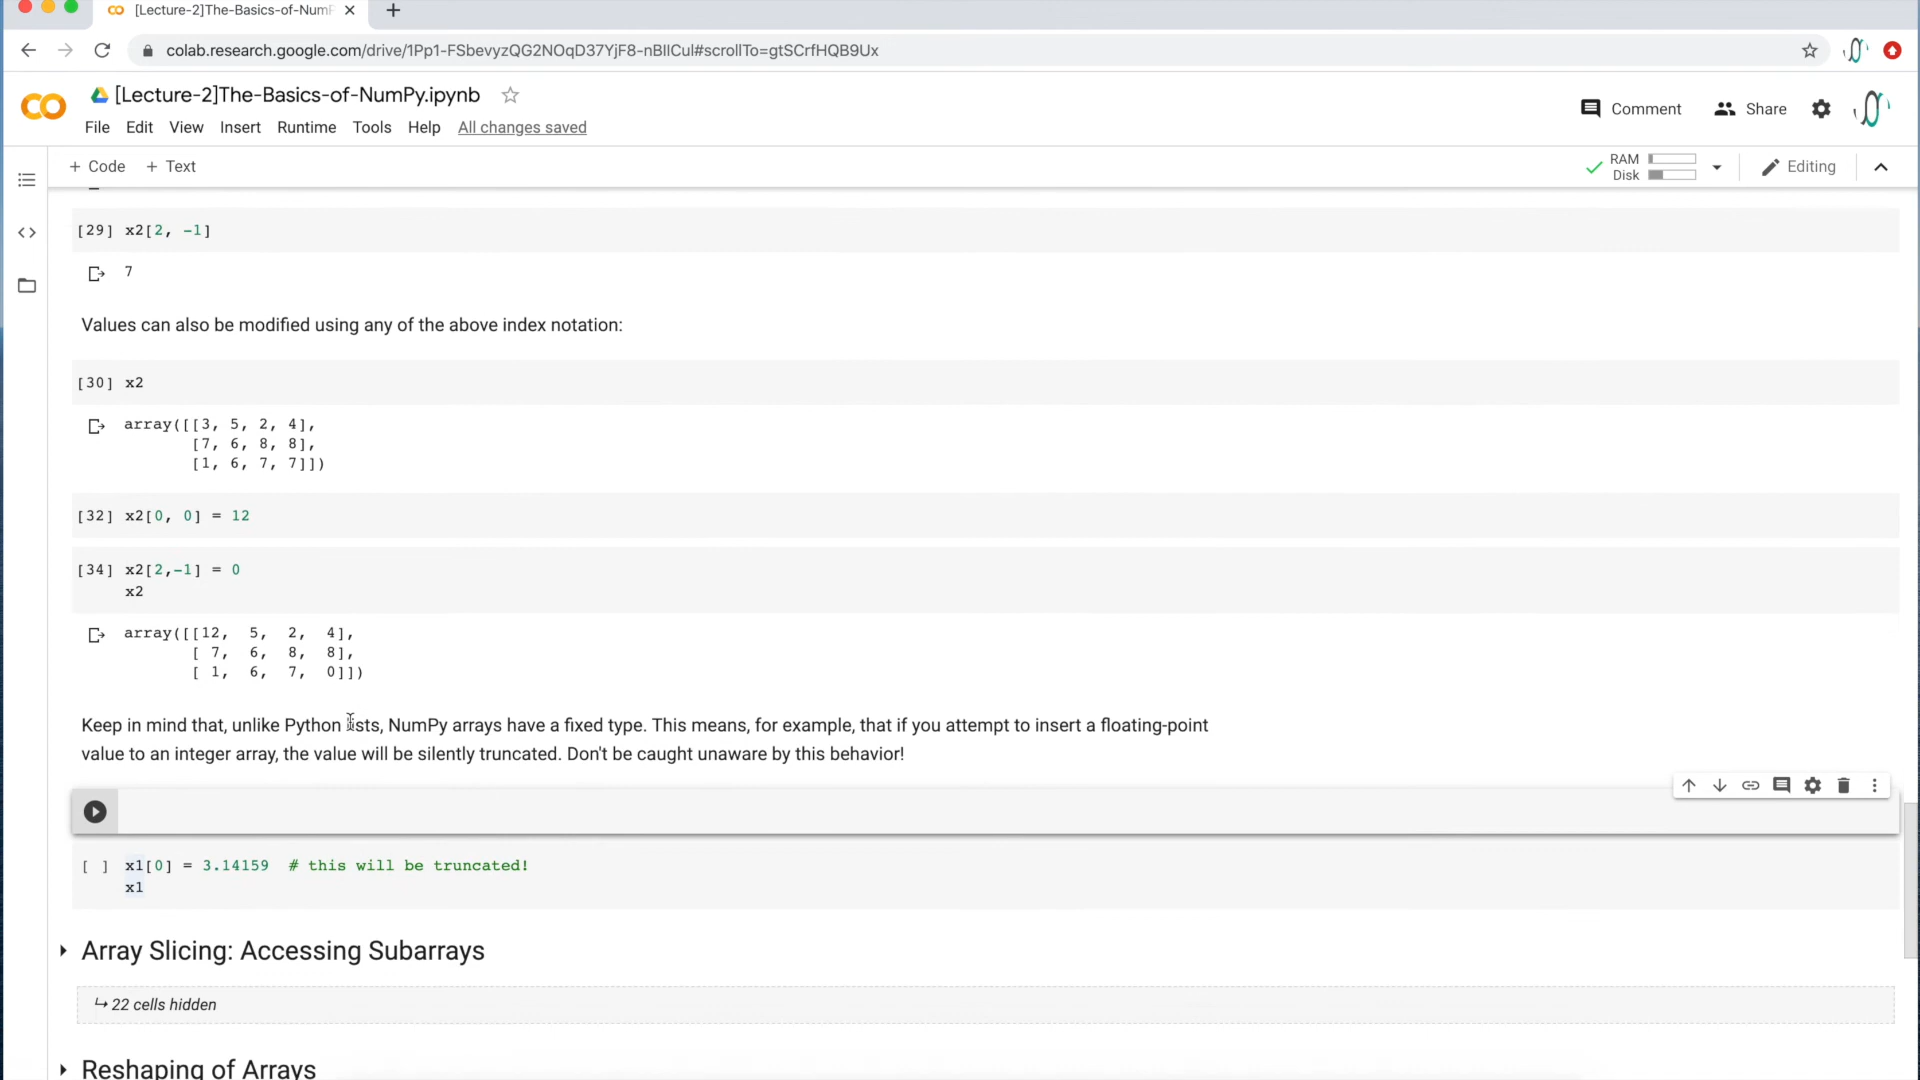 [Lecture-2]The-Basics-of-NumP
colab.research.google.com/drive/1Pp1-FSbevyzQG2NOqD37YjF8-nBIlCul#scrollTo=gtSCrfHQB9Ux
[Lecture-2]The-Basics-of-NumPy.ipynb
Comment Share
File Edit View Insert Runtime Tools Help All changes saved
+ Code + Text
RAM
Disk
Editing
[29] x2[2, -1]
7
Values can also be modified using any of the above index notation:
[30] x2
array([[3, 5, 2, 4],
[7, 6, 8, 8],
[1, 6, 7, 7]])
[32] x2[0, 0] = 12
[34] x2[2,-1] = 0
x2
array([[12, 5, 2, 4],
[ 7, 6, 8, 8],
[ 1, 6, 7, 0]])
Keep in mind that, unlike Python lists, NumPy arrays have a fixed type. This means, for example, that if you attempt to insert a floating-point
value to an integer array, the value will be silently truncated. Don't be caught unaware by this behavior!
[ ] x1[0] = 3.14159 # this will be truncated!
x1
Array Slicing: Accessing Subarrays
22 cells hidden
Reshaping of Arrays